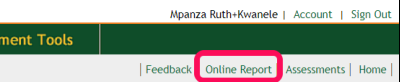 Mpanza Ruth+Kwanele | Account | Sign Out
ment Tools
| Feedback | Online Report | Assessments | Home |